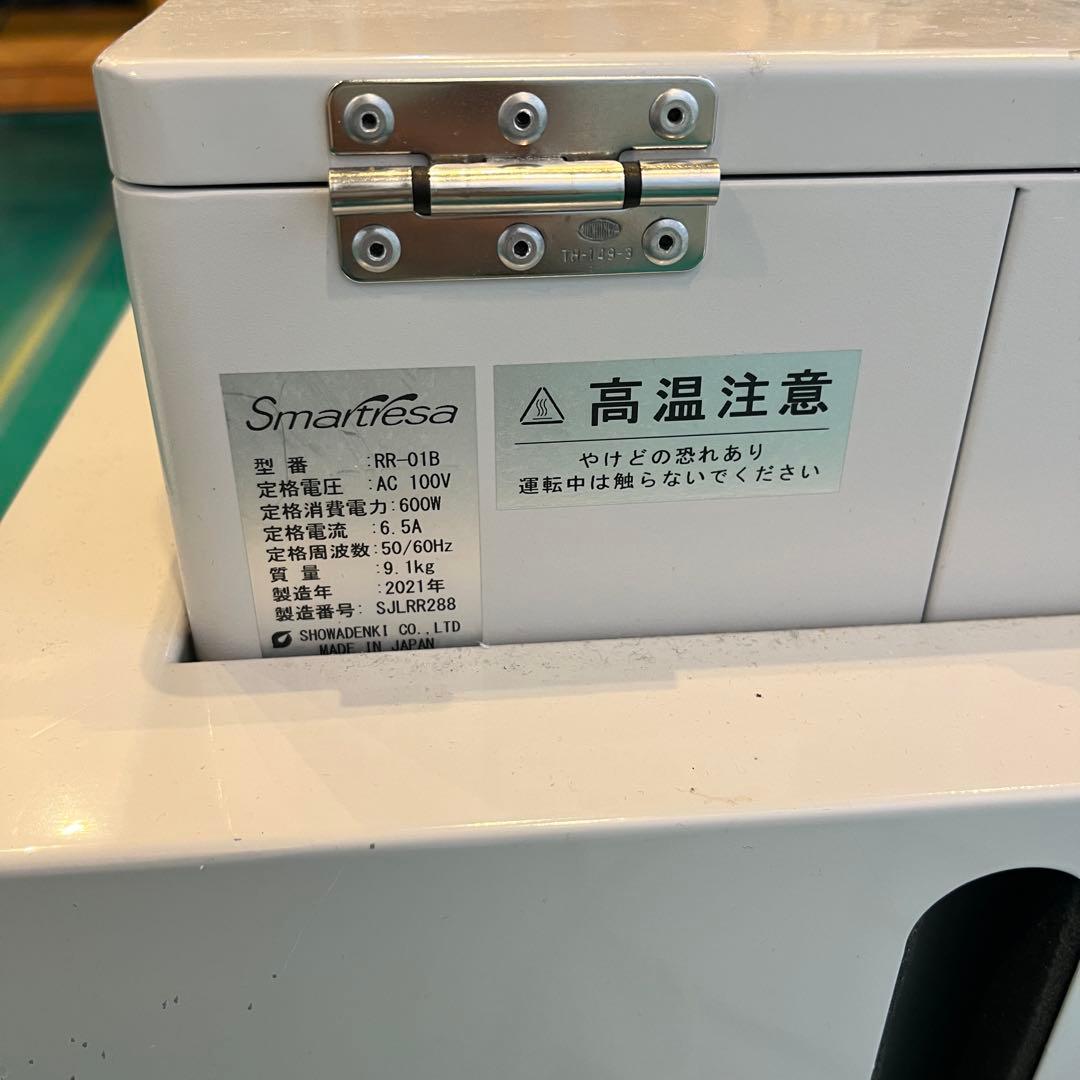 TH-149-3
Smartresa
型番 :RR-01B
定格電圧 :AC 100V
定格消費電力:600W
定格電流 :6.5A
定格周波数:50/60Hz
質量 :9.1kg
製造年 :2021年
製造番号: SJLRR288
SHOWADENKI CO.,LTD
MADE IN JAPAN
高温注意
やけどの恐れあり
運転中は触らないでください